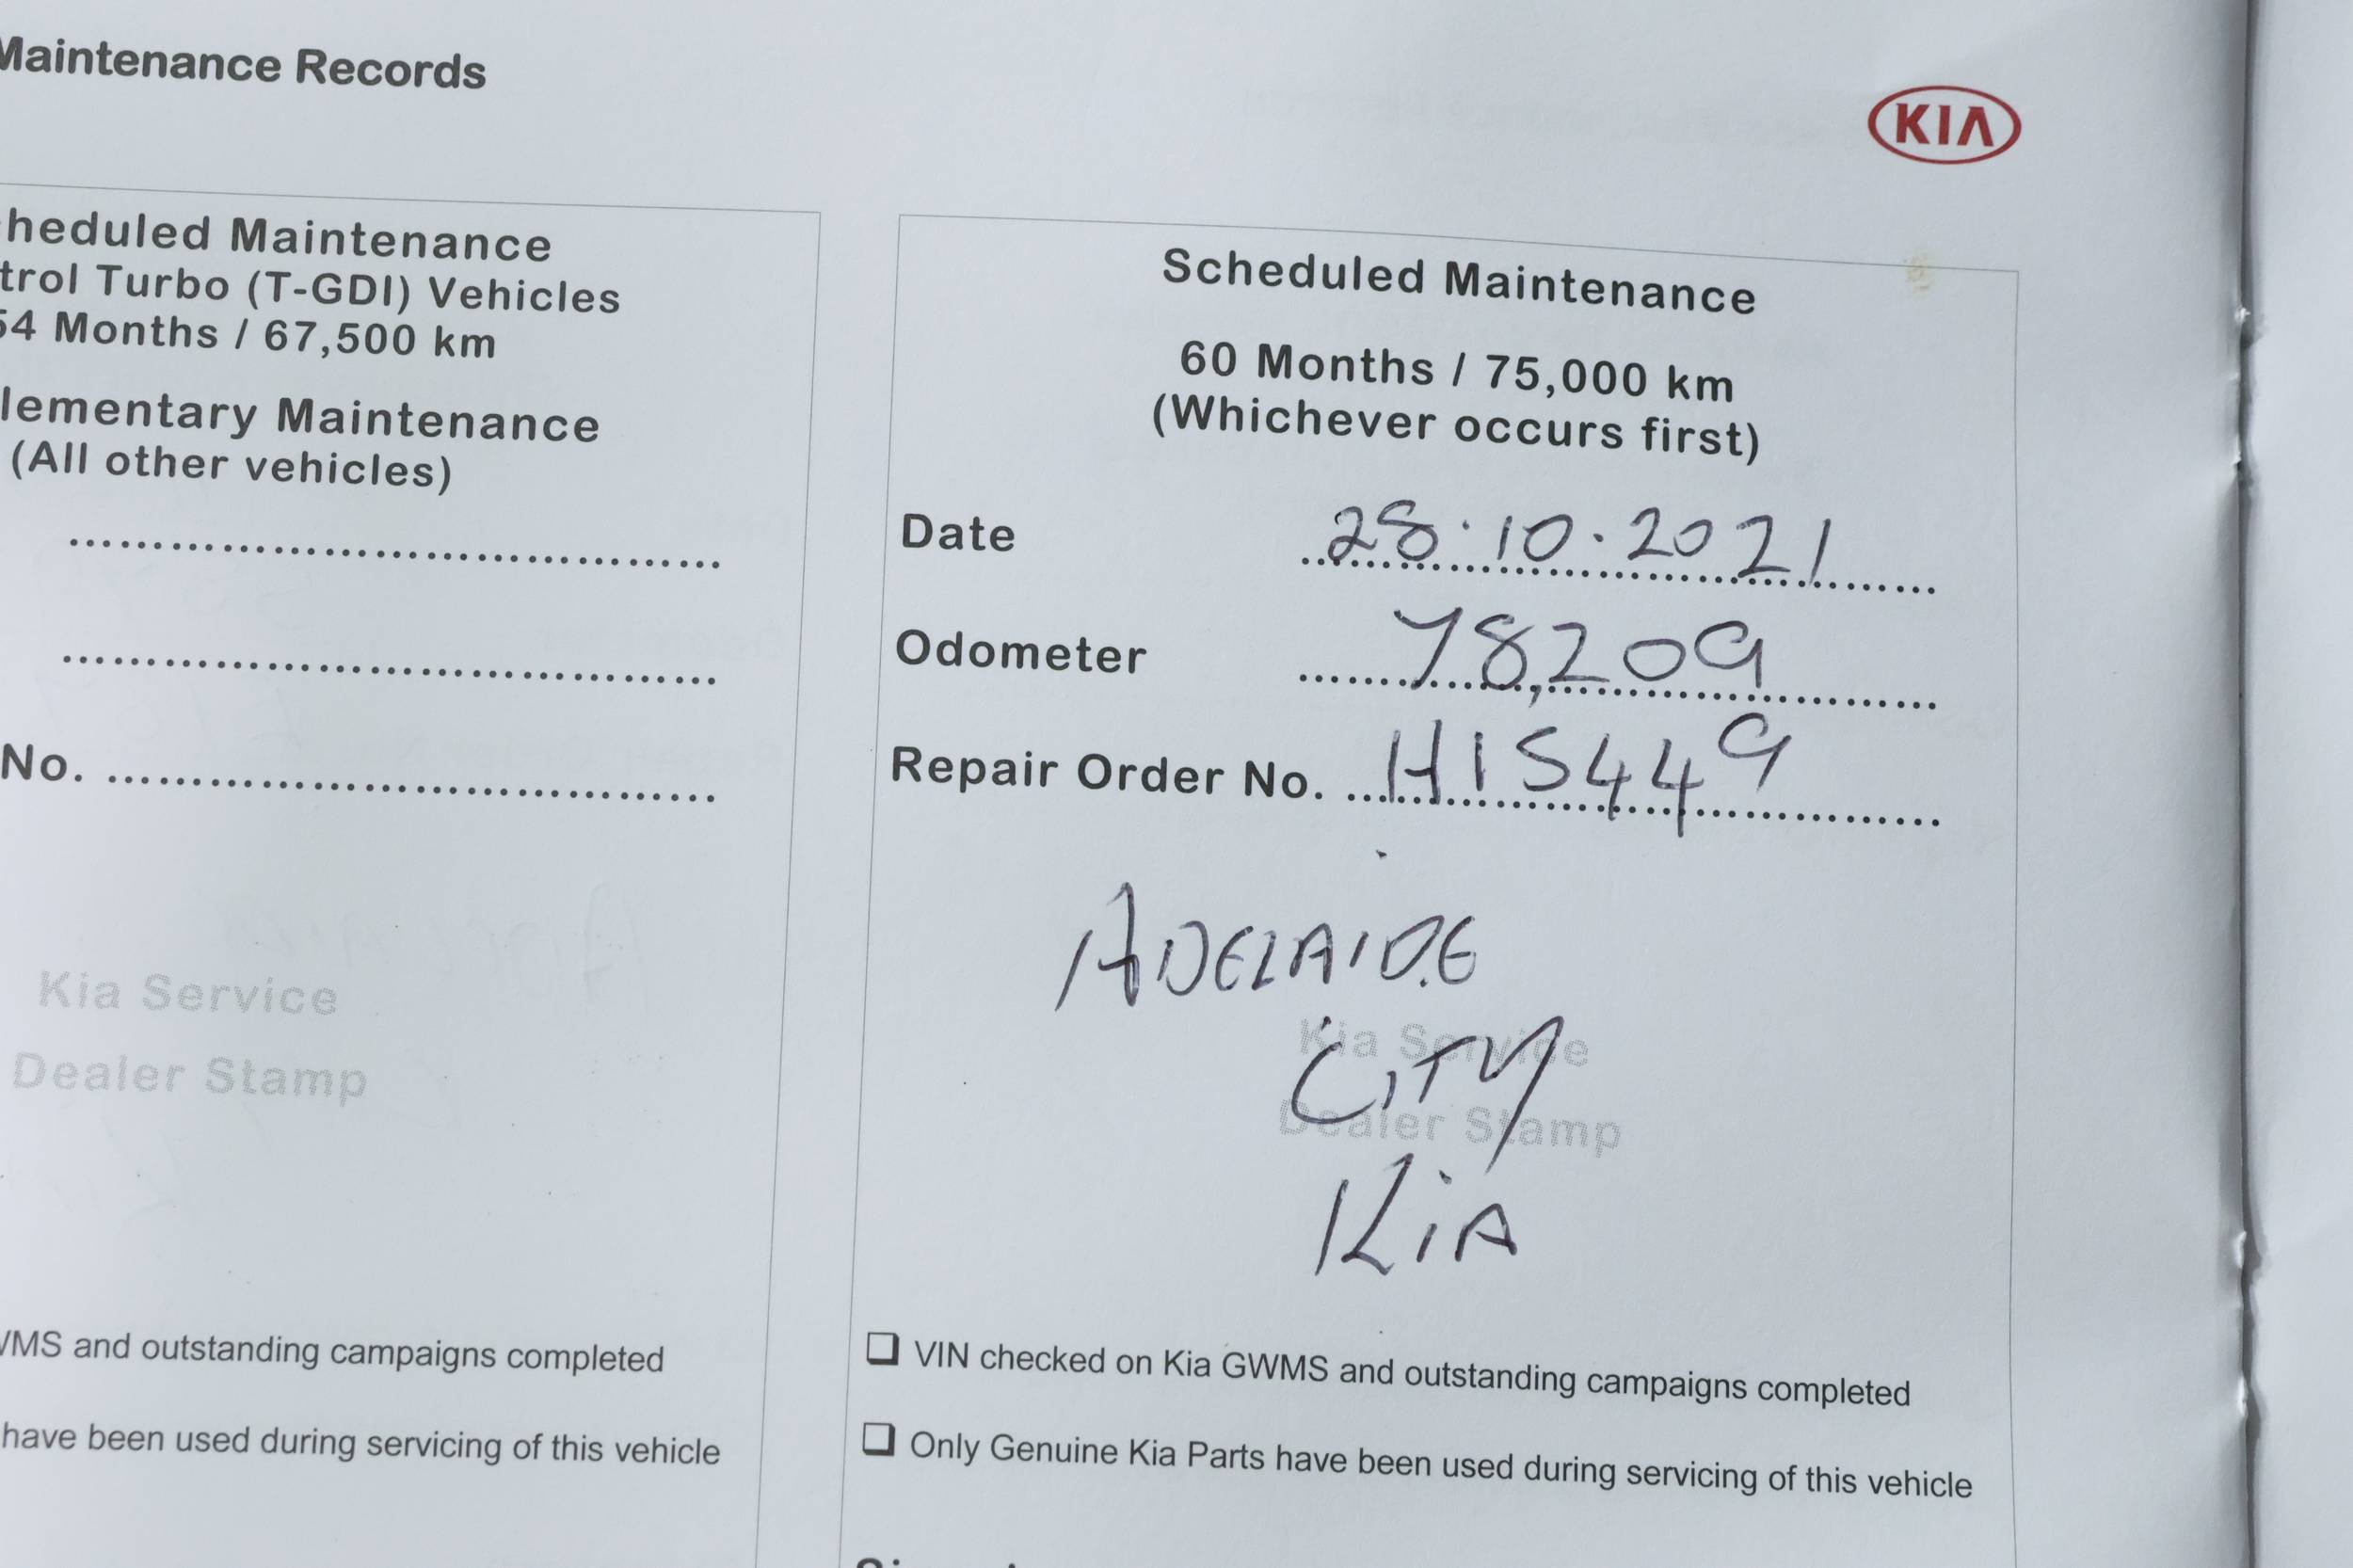 Maintenance Records
KIA
heduled Maintenance
trol Turbo (T-GDI) Vehicles
54 Months / 67,500 km
lementary Maintenance
(All other vehicles)
No.
Kia Service
Dealer Stamp
WMS and outstanding campaigns completed
have been used during servicing of this vehicle
Scheduled Maintenance
60 Months / 75,000 km
(Whichever occurs first)
Date 28.10.2021
Odometer 78,209
Repair Order No. H15449
ADELAIDE
Kia Service
CITY
Dealer Stamp
KiA
VIN checked on Kia GWMS and outstanding campaigns completed
Only Genuine Kia Parts have been used during servicing of this vehicle